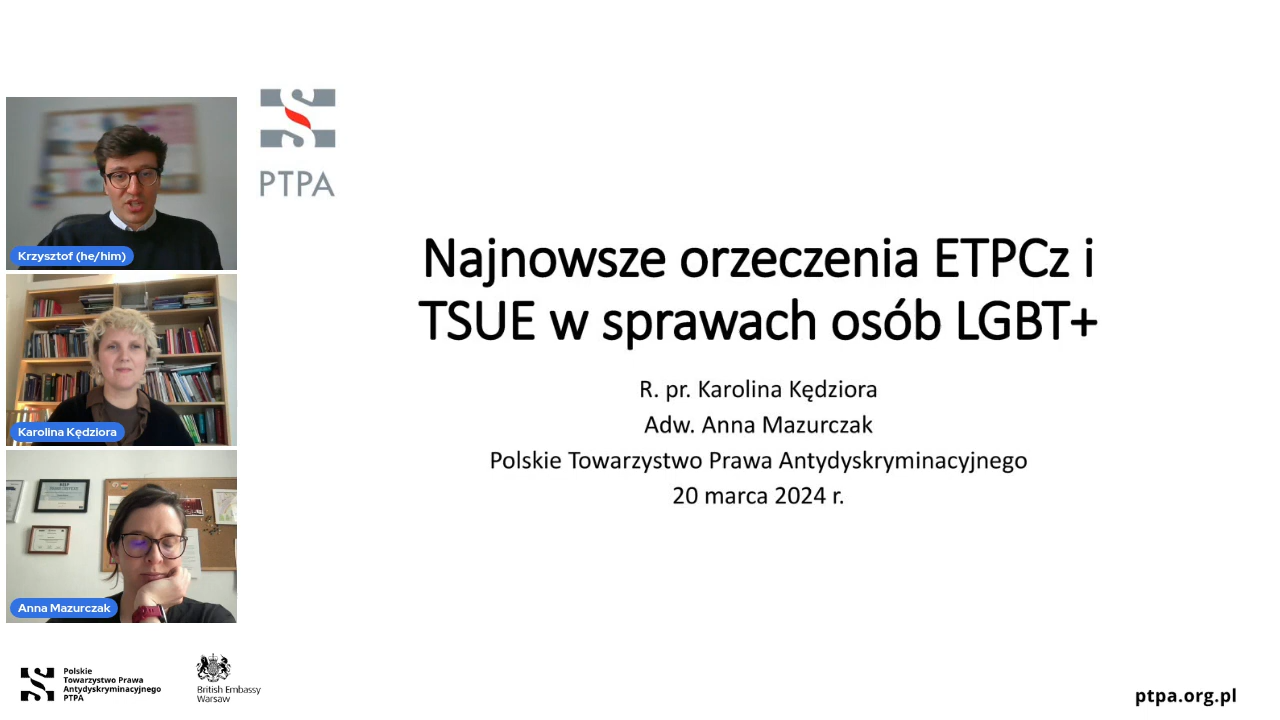 PTPA
Krzysztof (he/him)
Karolina Kędziora
Anna Mazurczak
Najnowsze orzeczenia ETPCz i
TSUE w sprawach osób LGBT+
R. pr. Karolina Kędziora
Adw. Anna Mazurczak
Polskie Towarzystwo Prawa Antydyskryminacyjnego
20 marca 2024 r.
Polskie
Towarzystwo Prawa
Antydyskryminacyjnego
PTPA
British Embassy
Warsaw
ptpa.org.pl